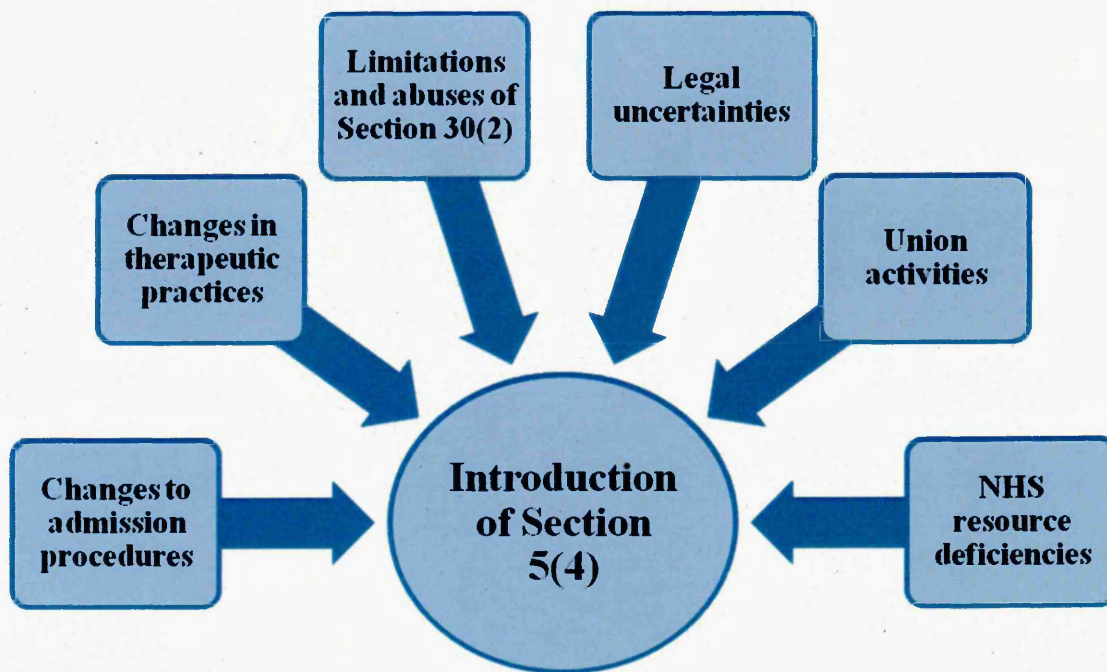 Limitations
and abuses of
Section 30(2)
Legal
uncertainties
Changes in
therapeutic
practices
Union
activities
Changes to
admission
procedures
Introduction
of Section
5(4)
NHS
resource
deficiencies